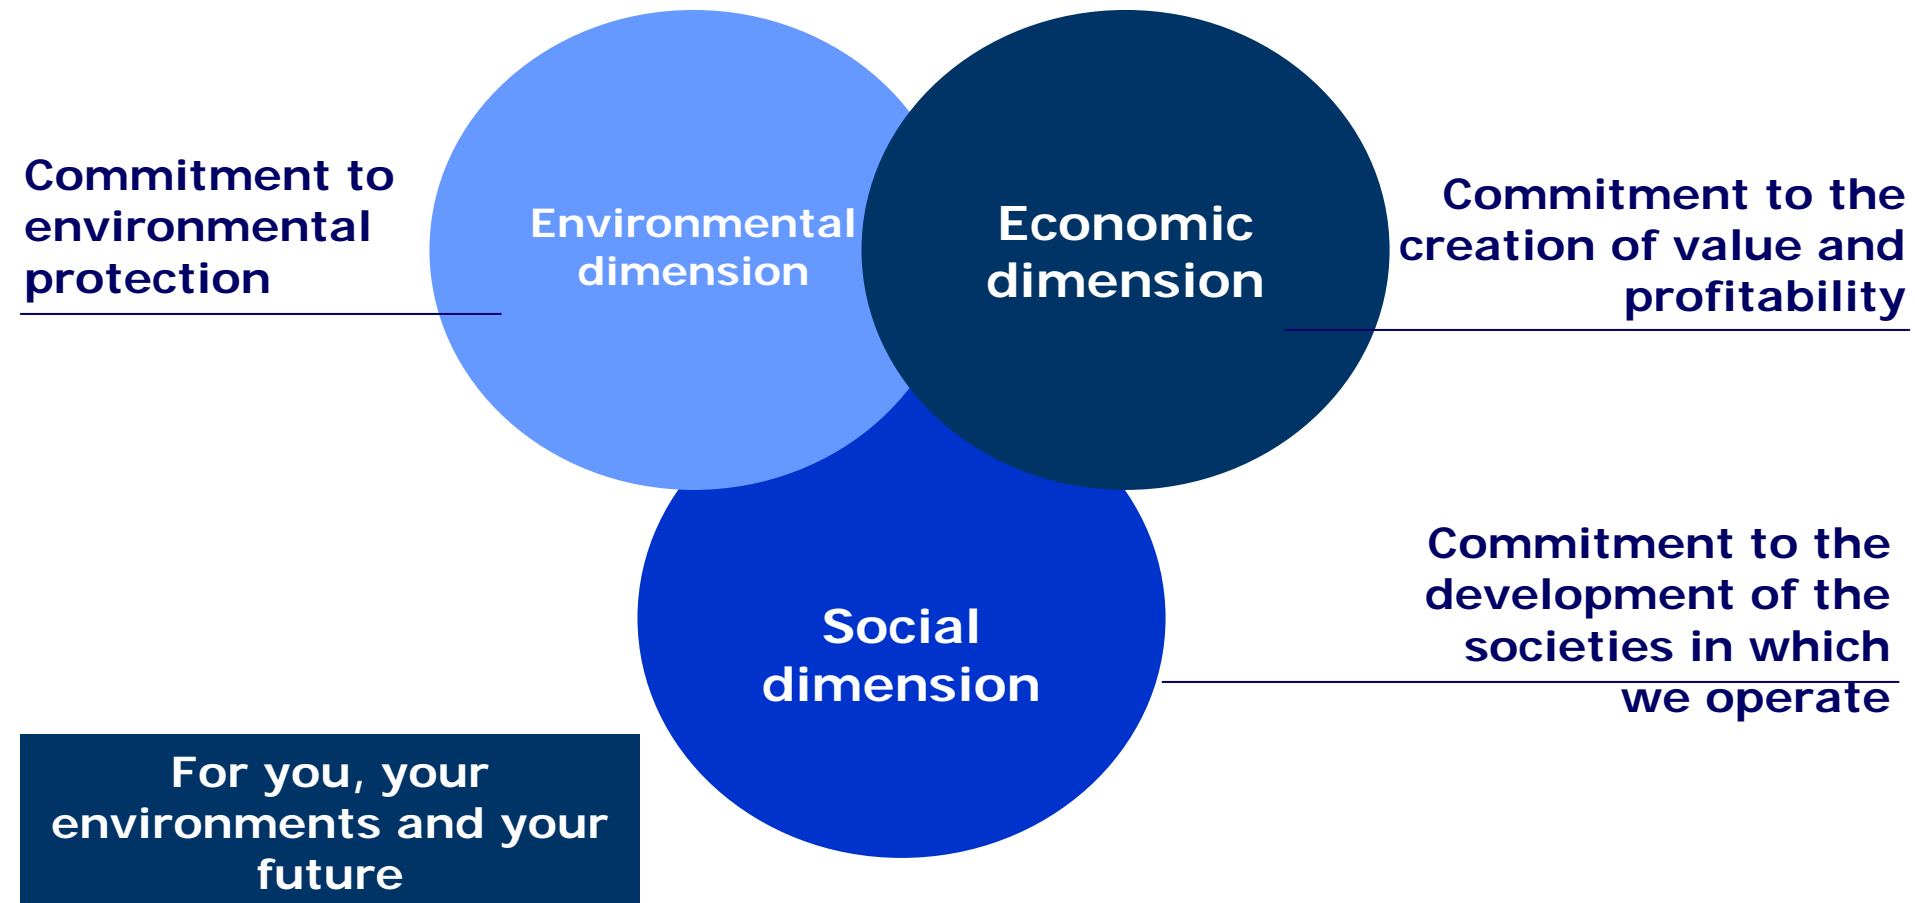 Commitment to
environmental
protection
Environmental
dimension
Economic
dimension
Commitment to the
creation of value and
profitability
Social
dimension
Commitment to the
development of the
societies in which
we operate
For you, your
environments and your
future